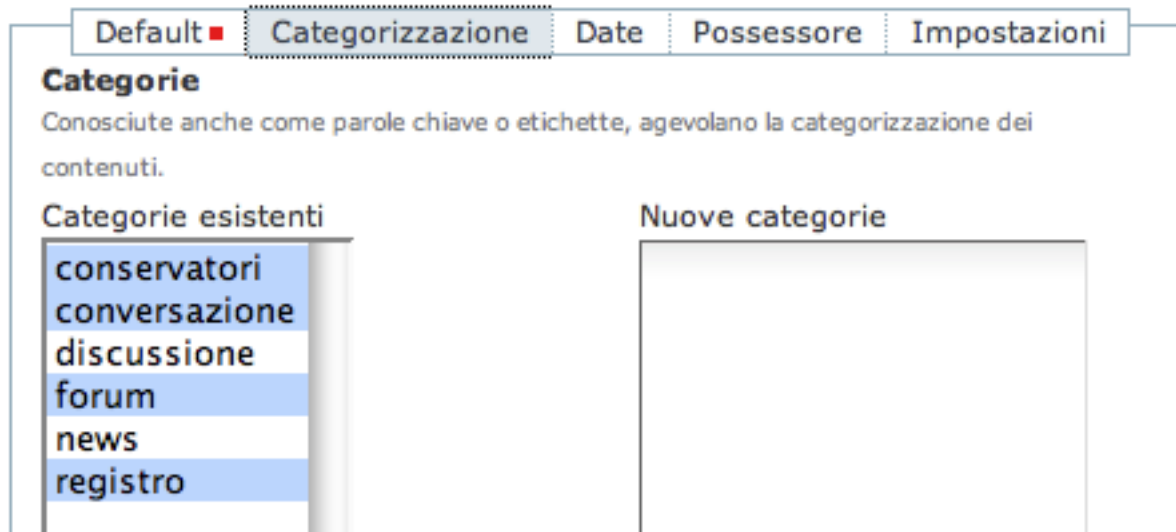 Default Categorizzazione Date Possessore Impostazioni
Categorie
Conosciute anche come parole chiave o etichette, agevolano la categorizzazione dei
contenuti.
Categorie esistenti
Nuove categorie
conservatori
conversazione
discussione
forum
news
registro